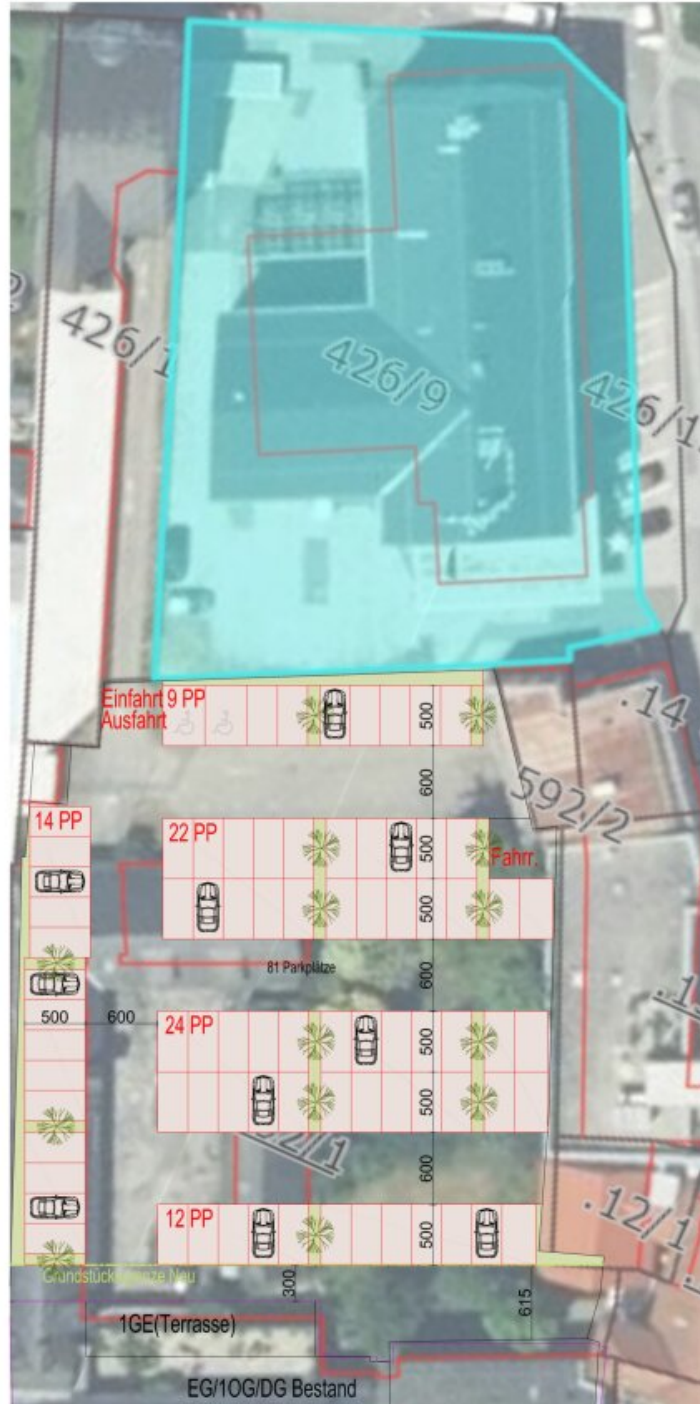 426/1
426/9
426/1
Einfahrt 9 PP
Ausfahrt
500
.14
600
592/2
14 PP
22 PP
500
Fahrr.
500
81 Parkplätze
600
500
600
24 PP
500
500
600
12 PP
500
.12/1
Grundstücksgrenze Neu
300
615
1GE(Terrasse)
EG/1OG/DG Bestand